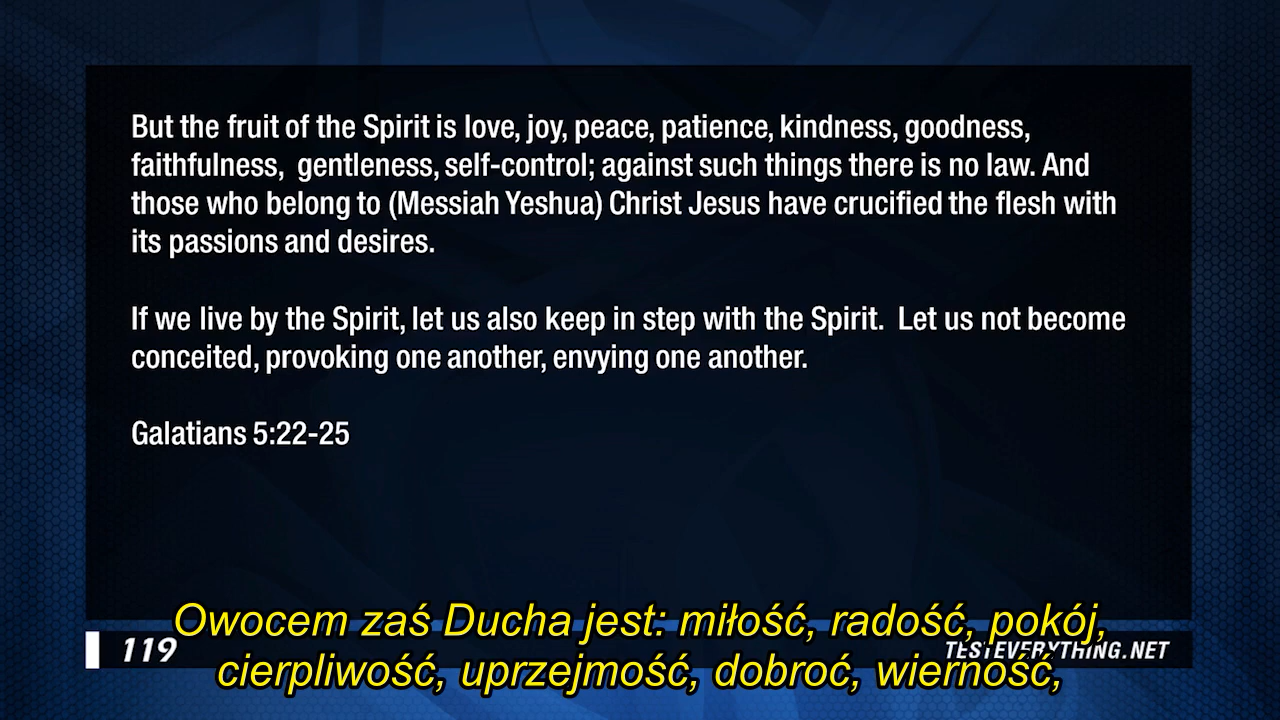 But the fruit of the Spirit is love, joy, peace, patience, kindness, goodness,
faithfulness,  gentleness, self-control; against such things there is no law. And
those who belong to (Messiah Yeshua) Christ Jesus have crucified the flesh with
its passions and desires.
If we live by the Spirit, let us also keep in step with the Spirit.  Let us not become
conceited, provoking one another, envying one another.
Galatians 5:22-25
Owocem zaś Ducha jest: miłość, radość, pokój,
cierpliwość, uprzejmość, dobroć, wierność,
119
TESTEVERYTHING.NET